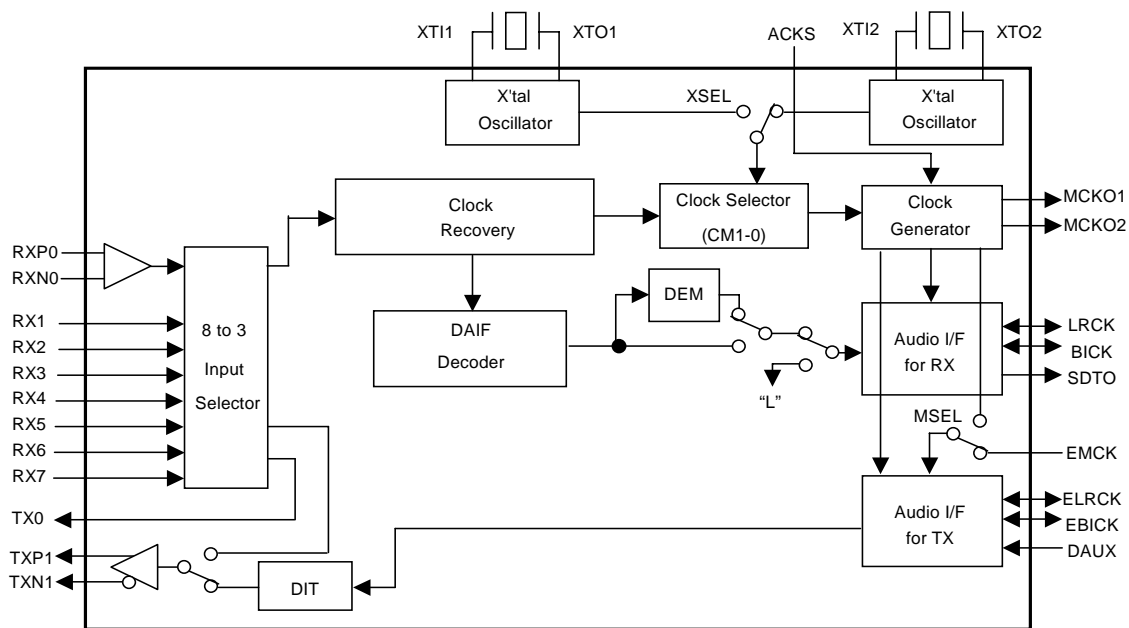 XTI1
XTO1
ACKS
XTI2
XTO2
X'tal
Oscillator
XSEL
X'tal
Oscillator
Clock
Recovery
Clock Selector
(CM1-0)
Clock
Generator
MCKO1
MCKO2
RXP0
RXN0
DEM
RX1
RX2
RX3
RX4
RX5
RX6
RX7
8 to 3
Input
Selector
DAIF
Decoder
Audio I/F
for RX
LRCK
BICK
SDTO
“L”
MSEL
EMCK
TX0
Audio I/F
for TX
ELRCK
EBICK
DAUX
TXP1
TXN1
DIT